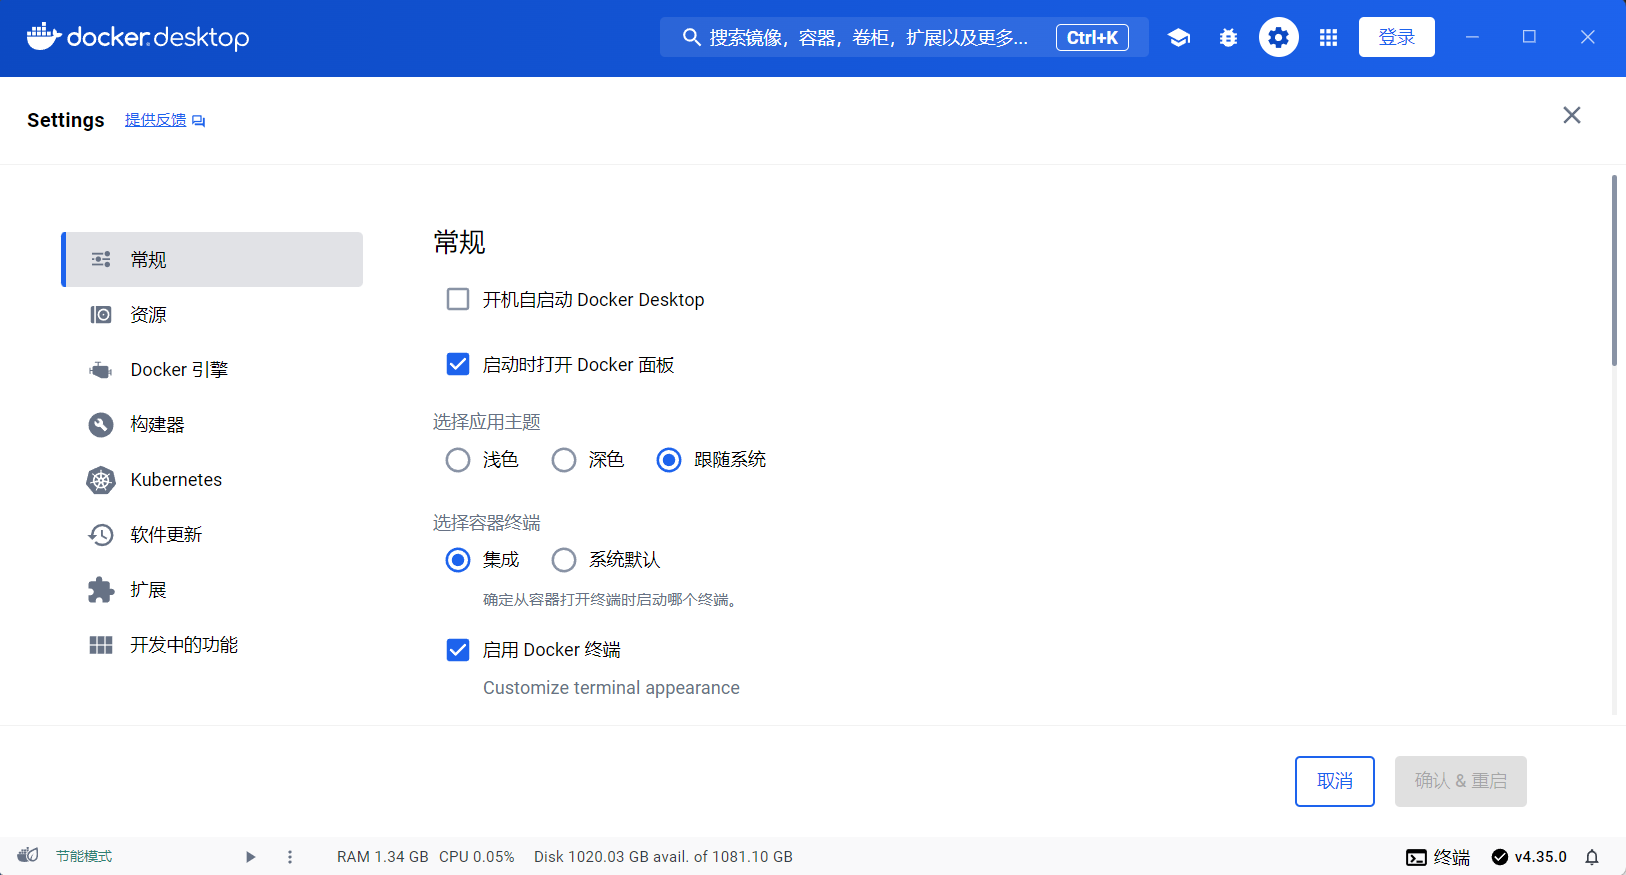 docker.desktop
搜索镜像，容器，卷柜，扩展以及更多... Ctrl+K
登录
Settings 提供反馈
常规
资源
Docker 引擎
构建器
Kubernetes
软件更新
扩展
开发中的功能
常规
开机自启动 Docker Desktop
启动时打开 Docker 面板
选择应用主题
浅色 深色 跟随系统
选择容器终端
集成 系统默认
确定从容器打开终端时启动哪个终端。
启用 Docker 终端
Customize terminal appearance
取消 确认 & 重启
节能模式 RAM 1.34 GB CPU 0.05% Disk 1020.03 GB avail. of 1081.10 GB 终端 v4.35.0